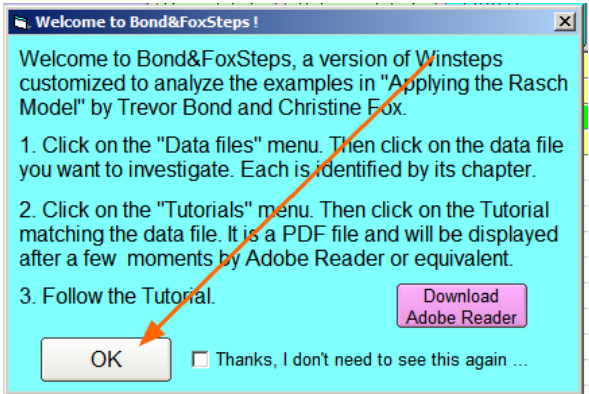 Welcome to Bond&FoxSteps !
Welcome to Bond&FoxSteps, a version of Winsteps
customized to analyze the examples in "Applying the Rasch
Model" by Trevor Bond and Christine Fox.
1. Click on the "Data files" menu. Then click on the data file
you want to investigate. Each is identified by its chapter.
2. Click on the "Tutorials" menu. Then click on the Tutorial
matching the data file. It is a PDF file and will be displayed
after a few moments by Adobe Reader or equivalent.
3. Follow the Tutorial.
Download
Adobe Reader
OK
Thanks, I don't need to see this again ...